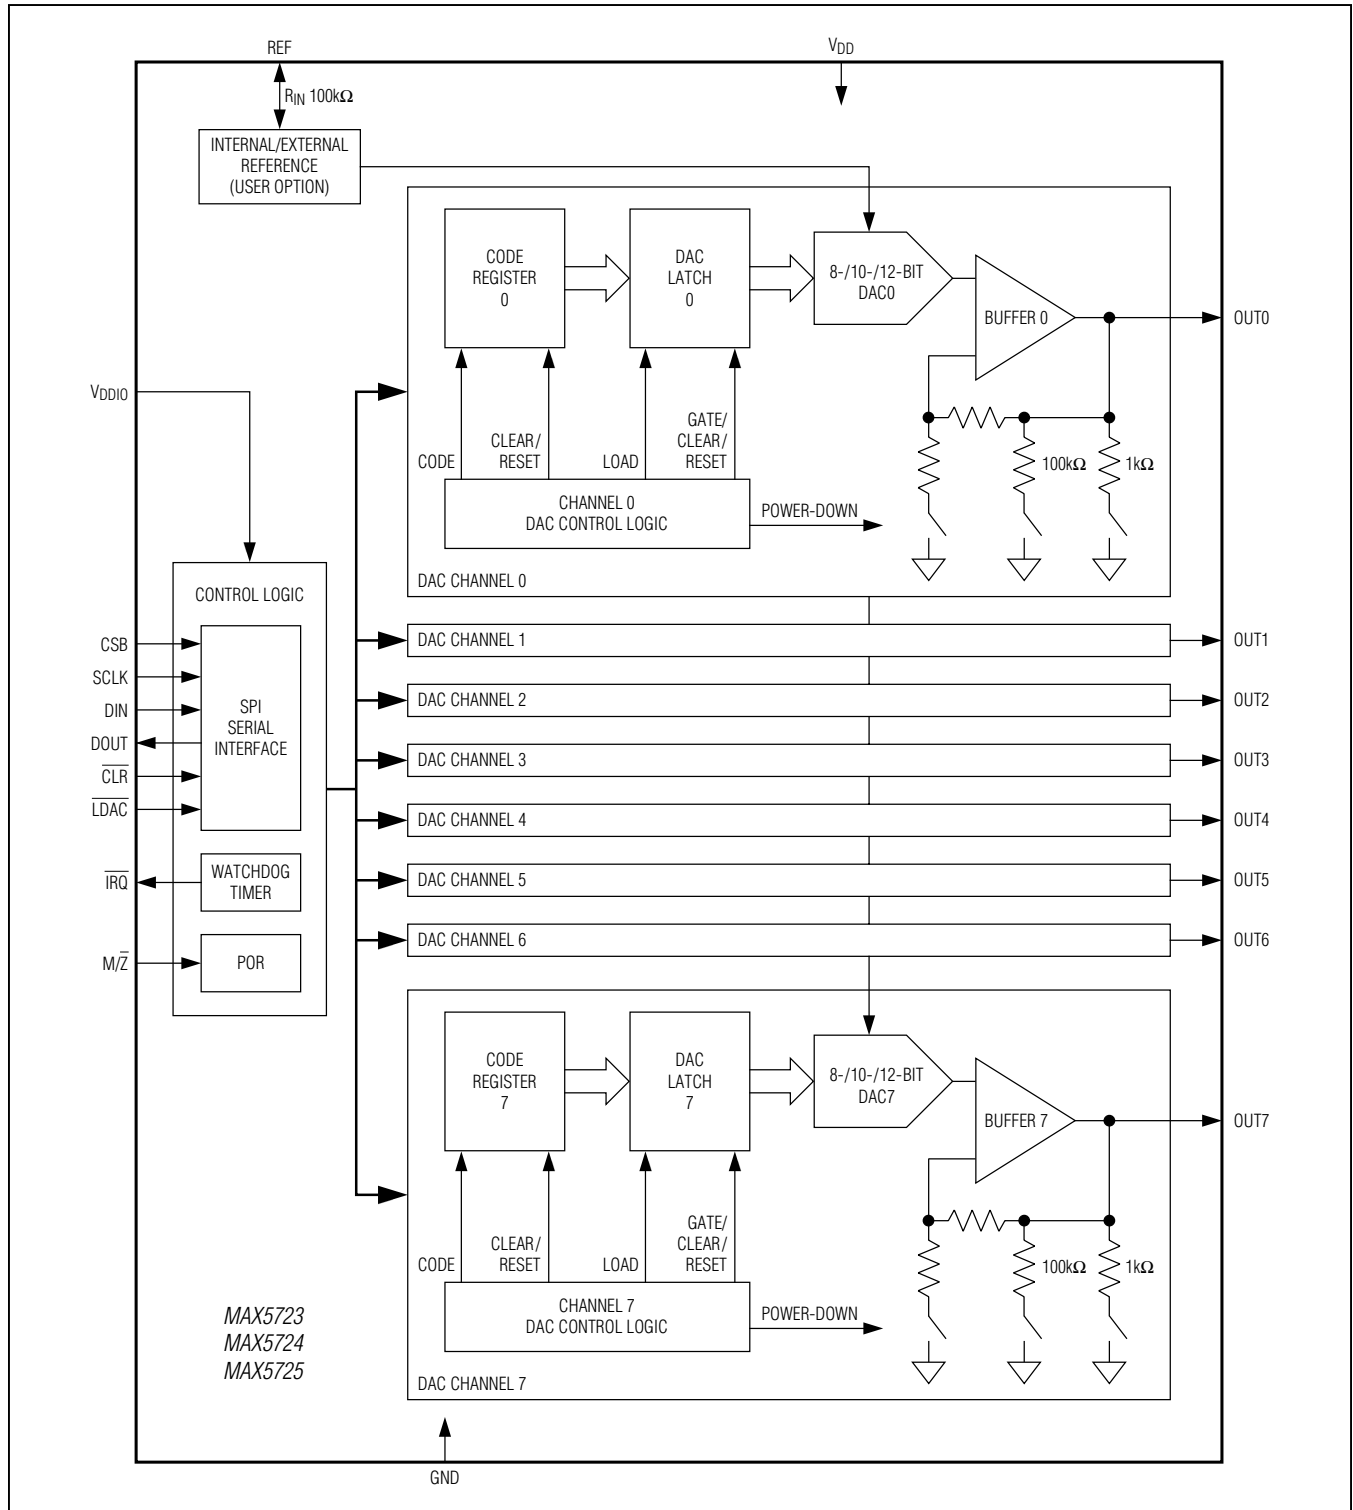 REF
VDD
RIN 100kΩ
INTERNAL/EXTERNAL
REFERENCE
(USER OPTION)
CODE
REGISTER
0
DAC
LATCH
0
8-/10-/12-BIT
DAC0
BUFFER 0
OUT0
VDDIO
CODE
CLEAR/
RESET
LOAD
GATE/
CLEAR/
RESET
100kΩ
1kΩ
CHANNEL 0
DAC CONTROL LOGIC
POWER-DOWN
DAC CHANNEL 0
CONTROL LOGIC
CSB
SCLK
DIN
DOUT
C̅L̅R̅
L̅D̅A̅C̅
SPI
SERIAL
INTERFACE
I̅R̅Q̅
WATCHDOG
TIMER
M/Z̅
POR
DAC CHANNEL 1
OUT1
DAC CHANNEL 2
OUT2
DAC CHANNEL 3
OUT3
DAC CHANNEL 4
OUT4
DAC CHANNEL 5
OUT5
DAC CHANNEL 6
OUT6
CODE
REGISTER
7
DAC
LATCH
7
8-/10-/12-BIT
DAC7
BUFFER 7
OUT7
CODE
CLEAR/
RESET
LOAD
GATE/
CLEAR/
RESET
100kΩ
1kΩ
CHANNEL 7
DAC CONTROL LOGIC
POWER-DOWN
DAC CHANNEL 7
MAX5723
MAX5724
MAX5725
GND